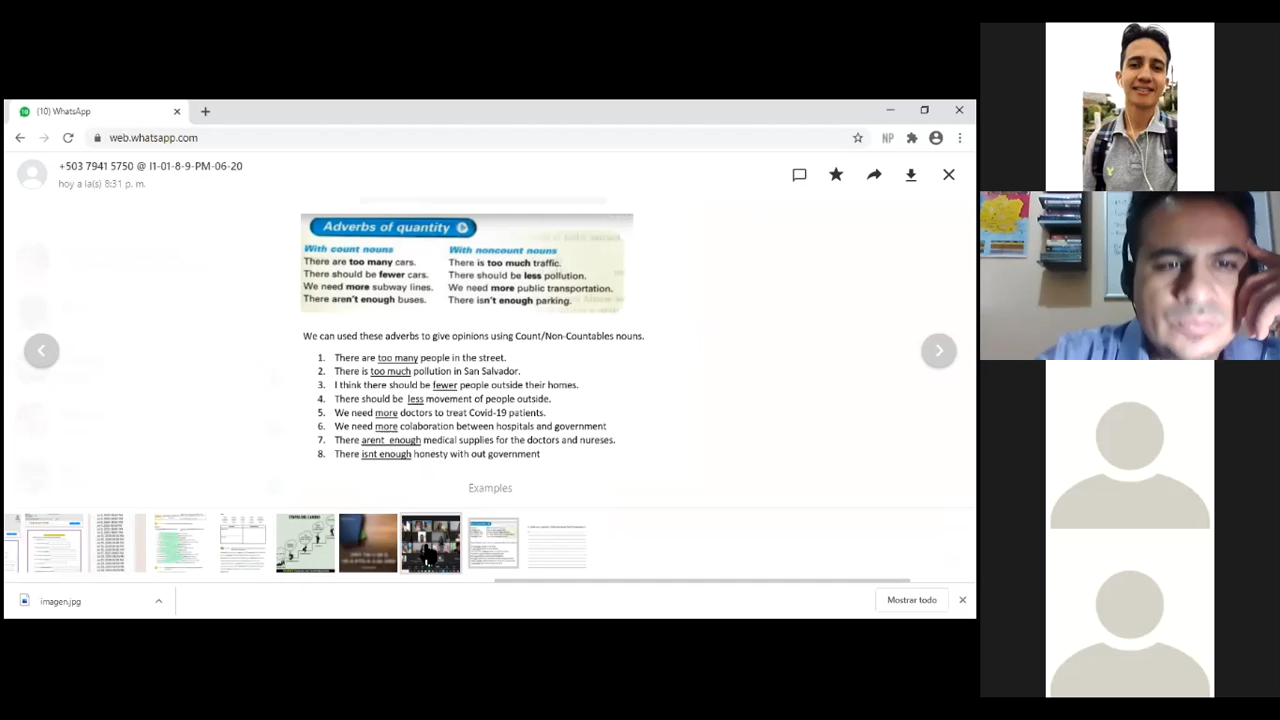 (10) WhatsApp
web.whatsapp.com
NP
+503 7941 5750 @ I1-01-8-9-PM-06-20
hoy a la(s) 8:31 p. m.
Adverbs of quantity
With count nouns
There are too many cars.
There should be fewer cars.
We need more subway lines.
There aren't enough buses.
With noncount nouns
There is too much traffic.
There should be less pollution.
We need more public transportation.
There isn't enough parking.
We can used these adverbs to give opinions using Count/Non-Countables nouns.
1. There are too many people in the street.
2. There is too much pollution in San Salvador.
3. I think there should be fewer people outside their homes.
4. There should be less movement of people outside.
5. We need more doctors to treat Covid-19 patients.
6. We need more colaboration between hospitals and government
7. There arent enough medical supplies for the doctors and nureses.
8. There isnt enough honesty with out government
Examples
imagen.jpg
Mostrar todo